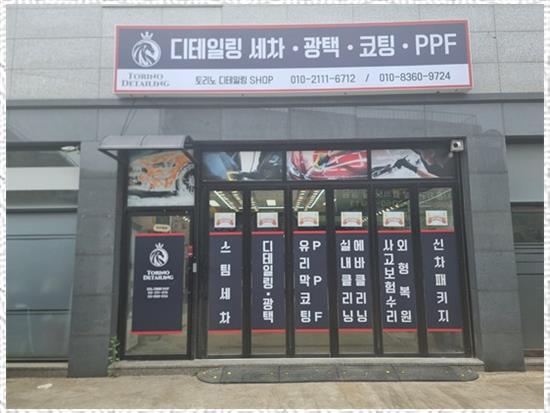 디테일링 세차 · 광택 · 코팅 · PPF
TORINO
DETAILING
토리노 디테일링 SHOP 010-2111-6712 / 010-8360-9724
TORINO
DETAILING
스팀세차
디테일링·광택
PPF
유리막코팅
에바클리닝
실내클리닝
외형복원
사고보험수리
신차패키지